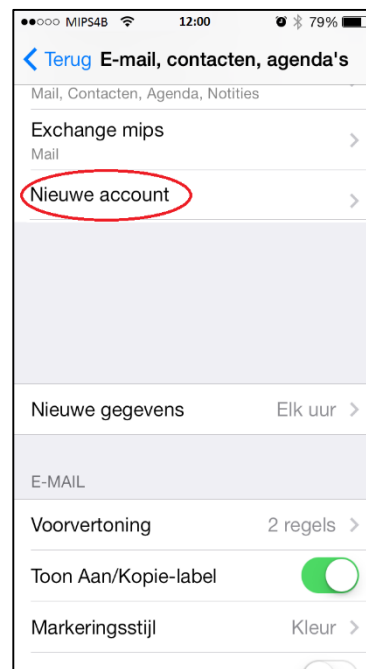 MIPS4B 12:00 79%
Terug E-mail, contacten, agenda's
Mail, Contacten, Agenda, Notities
Exchange mips
Mail
Nieuwe account
Nieuwe gegevens Elk uur
E-MAIL
Voorvertoning 2 regels
Toon Aan/Kopie-label
Markeringsstijl Kleur